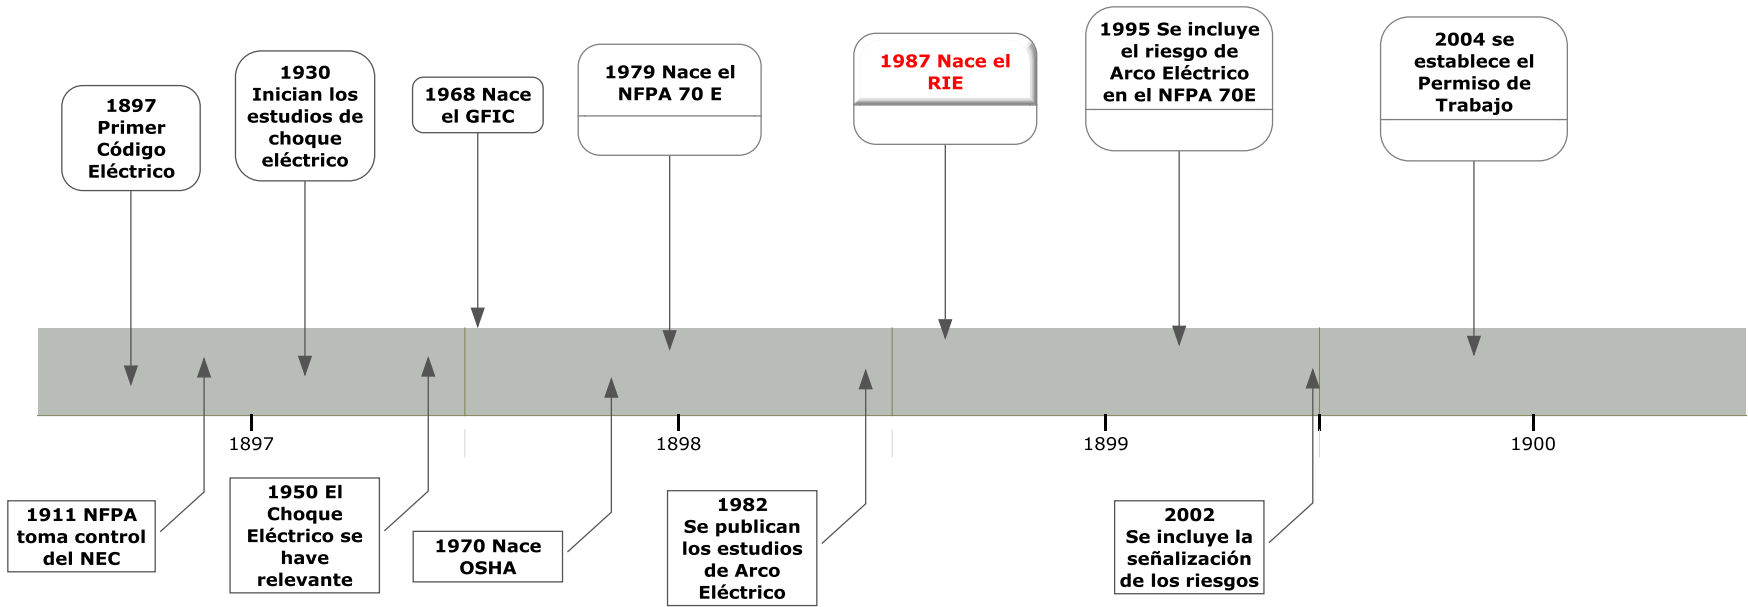 1897
Primer
Código
Eléctrico
1930
Inician los
estudios de
choque
eléctrico
1968 Nace
el GFIC
1979 Nace el
NFPA 70 E
1987 Nace el
RIE
1995 Se incluye
el riesgo de
Arco Eléctrico
en el NFPA 70E
2004 se
establece el
Permiso de
Trabajo
1897
1898
1899
1900
1911 NFPA
toma control
del NEC
1950 El
Choque
Eléctrico se
have
relevante
1970 Nace
OSHA
1982
Se publican
los estudios
de Arco
Eléctrico
2002
Se incluye la
señalización
de los riesgos